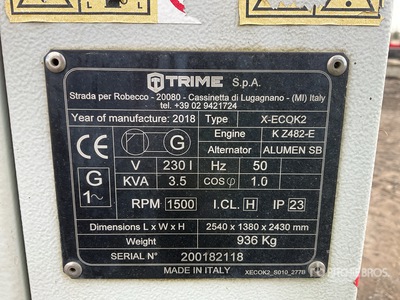 TRIME S.p.A.
Strada per Robecco - 20080 - Cassinetta di Lugagnano - (MI) Italy
tel. +39 02 9421724
Year of manufacture: 2018 Type X-ECOK2
Engine K Z482-E
CE G Alternator ALUMEN SB
G 1~ V 230 I Hz 50
KVA 3.5 COSφ 1.0
RPM 1500 I.CL. H IP 23
Dimensions L x W x H 2540 x 1380 x 2430 mm
Weight 936 Kg
SERIAL N° 200182118
MADE IN ITALY XECOK2_S010_277B